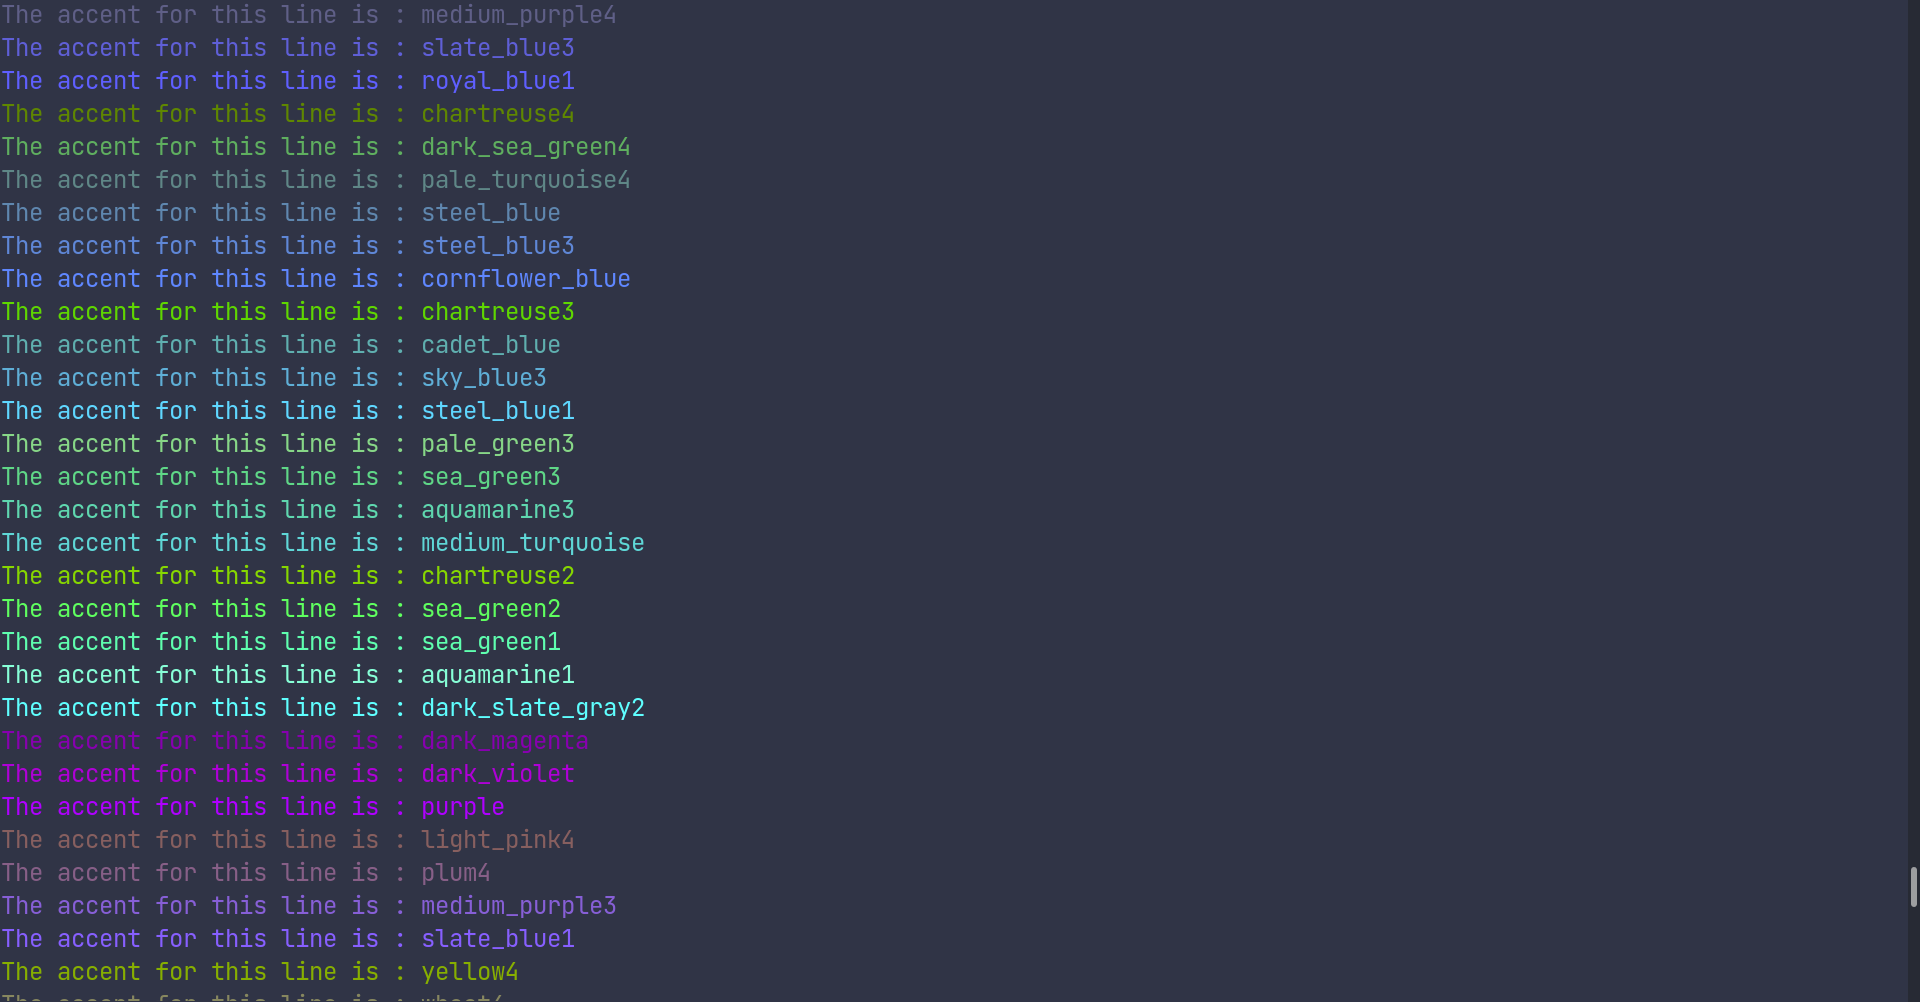 The accent for this line is : medium_purple4
The accent for this line is : slate_blue3
The accent for this line is : royal_blue1
The accent for this line is : chartreuse4
The accent for this line is : dark_sea_green4
The accent for this line is : pale_turquoise4
The accent for this line is : steel_blue
The accent for this line is : steel_blue3
The accent for this line is : cornflower_blue
The accent for this line is : chartreuse3
The accent for this line is : cadet_blue
The accent for this line is : sky_blue3
The accent for this line is : steel_blue1
The accent for this line is : pale_green3
The accent for this line is : sea_green3
The accent for this line is : aquamarine3
The accent for this line is : medium_turquoise
The accent for this line is : chartreuse2
The accent for this line is : sea_green2
The accent for this line is : sea_green1
The accent for this line is : aquamarine1
The accent for this line is : dark_slate_gray2
The accent for this line is : dark_magenta
The accent for this line is : dark_violet
The accent for this line is : purple
The accent for this line is : light_pink4
The accent for this line is : plum4
The accent for this line is : medium_purple3
The accent for this line is : slate_blue1
The accent for this line is : yellow4
The accent for this line is : wheat4